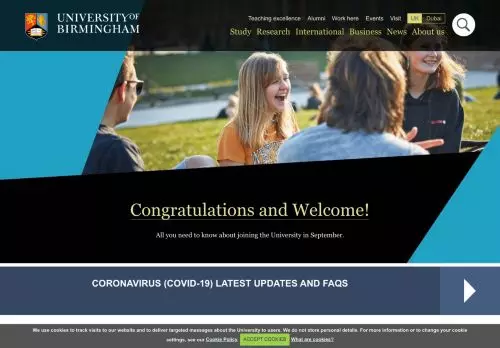 UNIVERSITY OF
BIRMINGHAM
Teaching excellence Alumni Work here Events Visit UK Dubai
Study Research International Business News About us
Congratulations and Welcome!
All you need to know about joining the University in September.
CORONAVIRUS (COVID-19) LATEST UPDATES AND FAQS
We use cookies to track visits to our website and to deliver targeted messages about the University to users. We do not store personal details. For more information or to change your cookie
settings, see our Cookie Policy. ACCEPT COOKIES What are cookies?